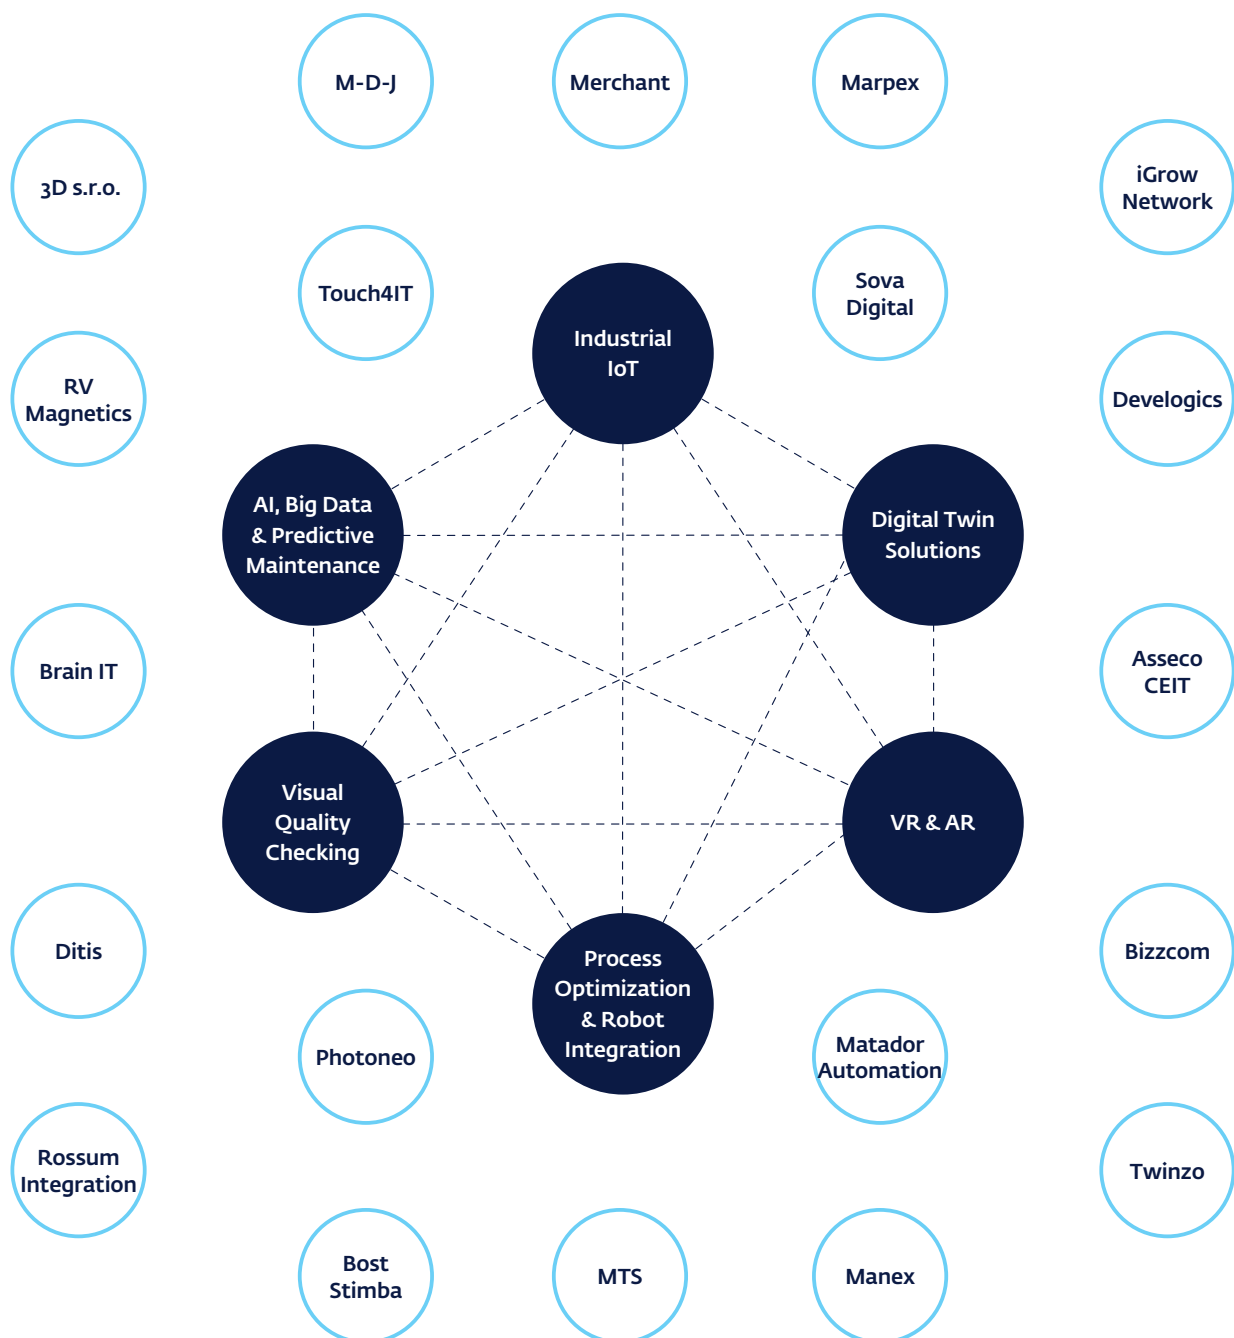 M-D-J
Merchant
Marpex
3D s.r.o.
iGrow
Network
Touch4IT
Sova
Digital
Industrial
IoT
RV
Magnetics
Develogics
AI, Big Data
& Predictive
Maintenance
Digital Twin
Solutions
Brain IT
Asseco
CEIT
Visual
Quality
Checking
VR & AR
Ditis
Bizzcom
Process
Optimization
& Robot
Integration
Photoneo
Matador
Automation
Rossum
Integration
Twinzo
Bost
Stimba
MTS
Manex